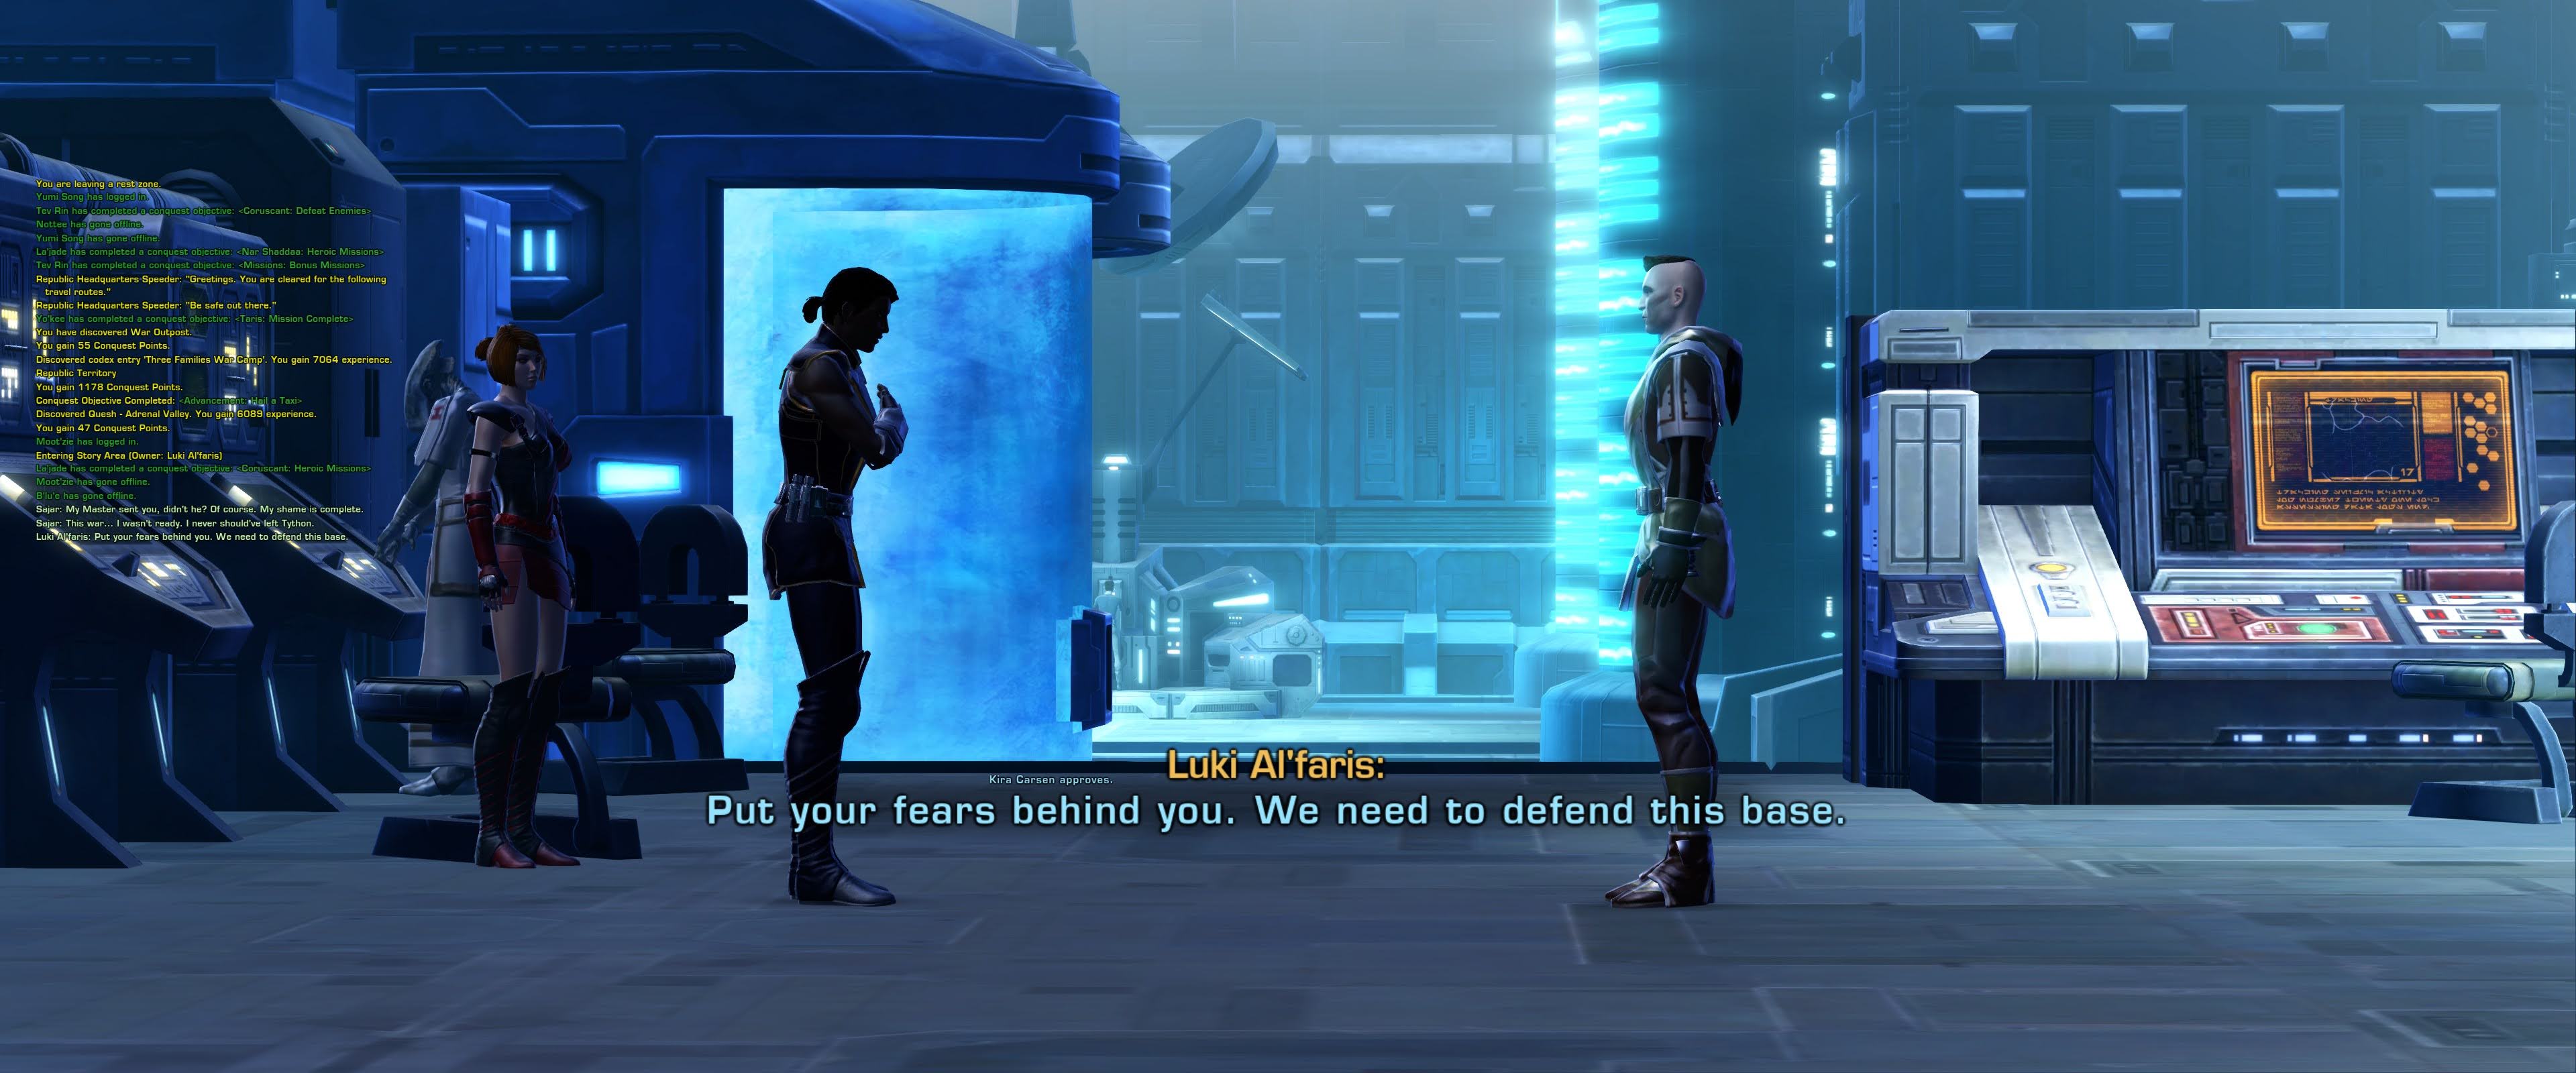 You are leaving a rest zone.
Yumi Song has logged in.
Tev Rin has completed a conquest objective: <Coruscant: Defeat Enemies>
Nottee has gone offline.
Yumi Song has gone offline.
La'jade has completed a conquest objective: <Nar Shaddaa: Heroic Missions>
Tev Rin has completed a conquest objective: <Missions: Bonus Missions>
Republic Headquarters Speeder: "Greetings. You are cleared for the following
travel routes."
Republic Headquarters Speeder: "Be safe out there."
Yo'kee has completed a conquest objective: <Taris: Mission Complete>
You have discovered War Outpost.
You gain 55 Conquest Points.
Discovered codex entry 'Three Families War Camp'. You gain 7064 experience.
Republic Territory
You gain 1178 Conquest Points.
Conquest Objective Completed: <Advancement: Hail a Taxi>
Discovered Quesh - Adrenal Valley. You gain 6089 experience.
You gain 47 Conquest Points.
Moot'zie has logged in.
Entering Story Area (Owner: Luki Al'faris)
La'jade has completed a conquest objective: <Coruscant: Heroic Missions>
Moot'zie has gone offline.
B'lu'e has gone offline.
Sajar: My Master sent you, didn't he? Of course. My shame is complete.
Sajar: This war... I wasn't ready. I never should've left Tython.
Luki Al'faris: Put your fears behind you. We need to defend this base.
Kira Carsen approves.
Luki Al'faris:
Put your fears behind you. We need to defend this base.
17